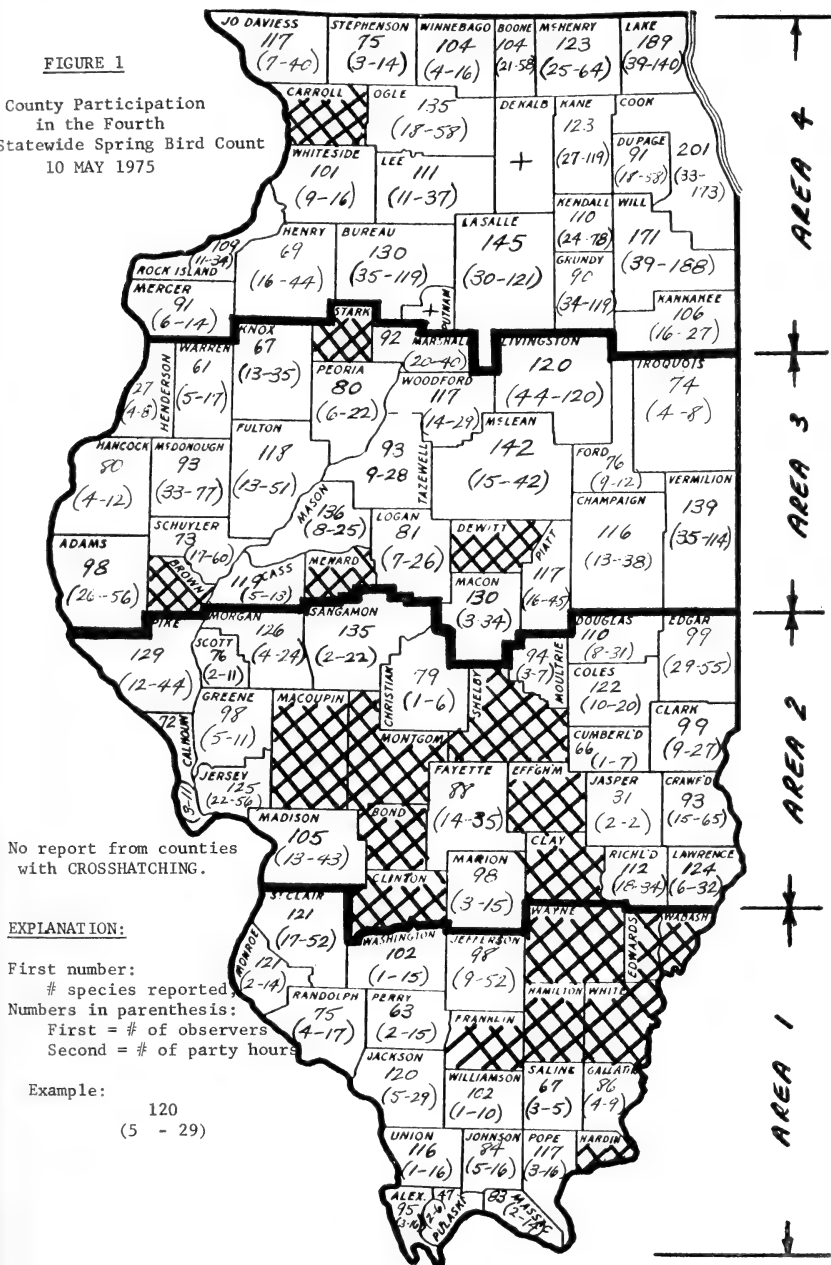 FIGURE 1
County Participation
in the Fourth
Statewide Spring Bird Count
10 MAY 1975
JO DAVIESS
117
(7-40)
STEPHENSON
75
(3-14)
WINNEBAGO
104
(4-16)
BOONE
104
(21-58)
McHENRY
123
(25-64)
LAKE
189
(39-140)
CARROLL
OGLE
135
(18-58)
DEKALB
+
KANE
123
(27-119)
COOK
201
(33-
173)
DUPAGE
91
(18-58)
WHITESIDE
101
(9-16)
LEE
111
(11-37)
KENDALL
110
(24-78)
WILL
171
(39-188)
109
(11-34)
ROCK ISLAND
HENRY
69
(16-44)
BUREAU
130
(35-119)
+
PUTNAM
LASALLE
145
(30-121)
GRUNDY
90
(34-119)
KANKAKEE
106
(16-27)
MERCER
91
(6-14)
AREA 4
STARK
KNOX
67
(13-35)
WARREN
61
(5-17)
27
(4-8)
HENDERSON
PEORIA
80
(6-22)
92
MARSHALL
(20-40)
WOODFORD
117
(14-29)
LIVINGSTON
120
(44-120)
IROQUOIS
74
(4-8)
HANCOCK
80
(4-12)
McDONOUGH
93
(33-77)
FULTON
118
(13-51)
93
9-28
TAZEWELL
McLEAN
142
(15-42)
FORD
76
(9-12)
VERMILION
139
(35-114)
CHAMPAIGN
116
(13-38)
MASON
136
(8-25)
LOGAN
81
(7-26)
DEWITT
PIATT
117
(16-45)
ADAMS
98
(26-56)
SCHUYLER
73
(17-60)
BROWN
119 CASS
(5-13)
MENARD
MACON
130
(3-34)
AREA 3
PIKE
129
(12-44)
MORGAN
126
(4-24)
SCOTT
76
(2-11)
SANGAMON
135
(2-22)
CHRISTIAN
79
(1-6)
SHELBY
94
(3-7)
MOULTRIE
DOUGLAS
110
(8-31)
EDGAR
99
(29-55)
COLES
122
(10-20)
CLARK
99
(9-27)
CUMBERL'D
66
(1-7)
72
CALHOUN
GREENE
98
(5-11)
MACOUPIN
MONTGOM
JERSEY
125
(22-56)
FAYETTE
88
(14-35)
EFFGH'M
JASPER
31
(2-2)
CRAWF'D
93
(15-65)
MADISON
105
(13-43)
BOND
CLINTON
MARION
98
(3-15)
CLAY
RICHL'D
112
(18-34)
LAWRENCE
124
(6-32)
AREA 2
No report from counties
with CROSSHATCHING.
EXPLANATION:
First number:
# species reported,
Numbers in parenthesis:
First = # of observers
Second = # of party hours
Example:
120
(5 - 29)
ST. CLAIR
121
(17-52)
MONROE
121
(2-14)
WASHINGTON
102
(1-15)
JEFFERSON
98
(9-52)
WAYNE
EDWARDS
WABASH
RANDOLPH
75
(4-17)
PERRY
63
(2-15)
FRANKLIN
HAMILTON
WHITE
JACKSON
120
(5-29)
WILLIAMSON
102
(1-10)
SALINE
67
(3-5)
GALLATIN
86
(4-9)
UNION
116
(1-16)
JOHNSON
84
(5-16)
POPE
117
(3-16)
HARDIN
ALEX.
95
(3-16)
47
(2-6)
PULASKI
83
MASSAC
(2-14)
AREA 1